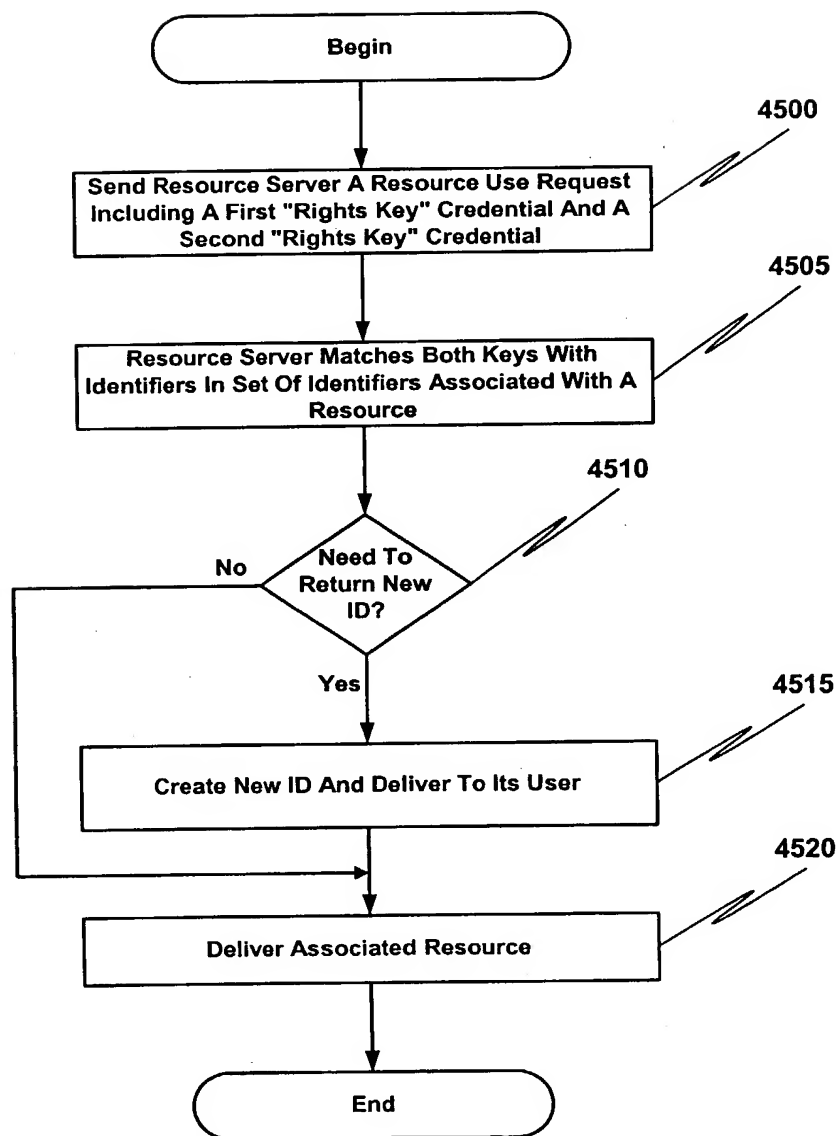 Begin
4500
Send Resource Server A Resource Use Request
Including A First "Rights Key" Credential And A
Second "Rights Key" Credential
4505
Resource Server Matches Both Keys With
Identifiers In Set Of Identifiers Associated With A
Resource
4510
Need To
Return New
ID?
No
Yes
4515
Create New ID And Deliver To Its User
4520
Deliver Associated Resource
End